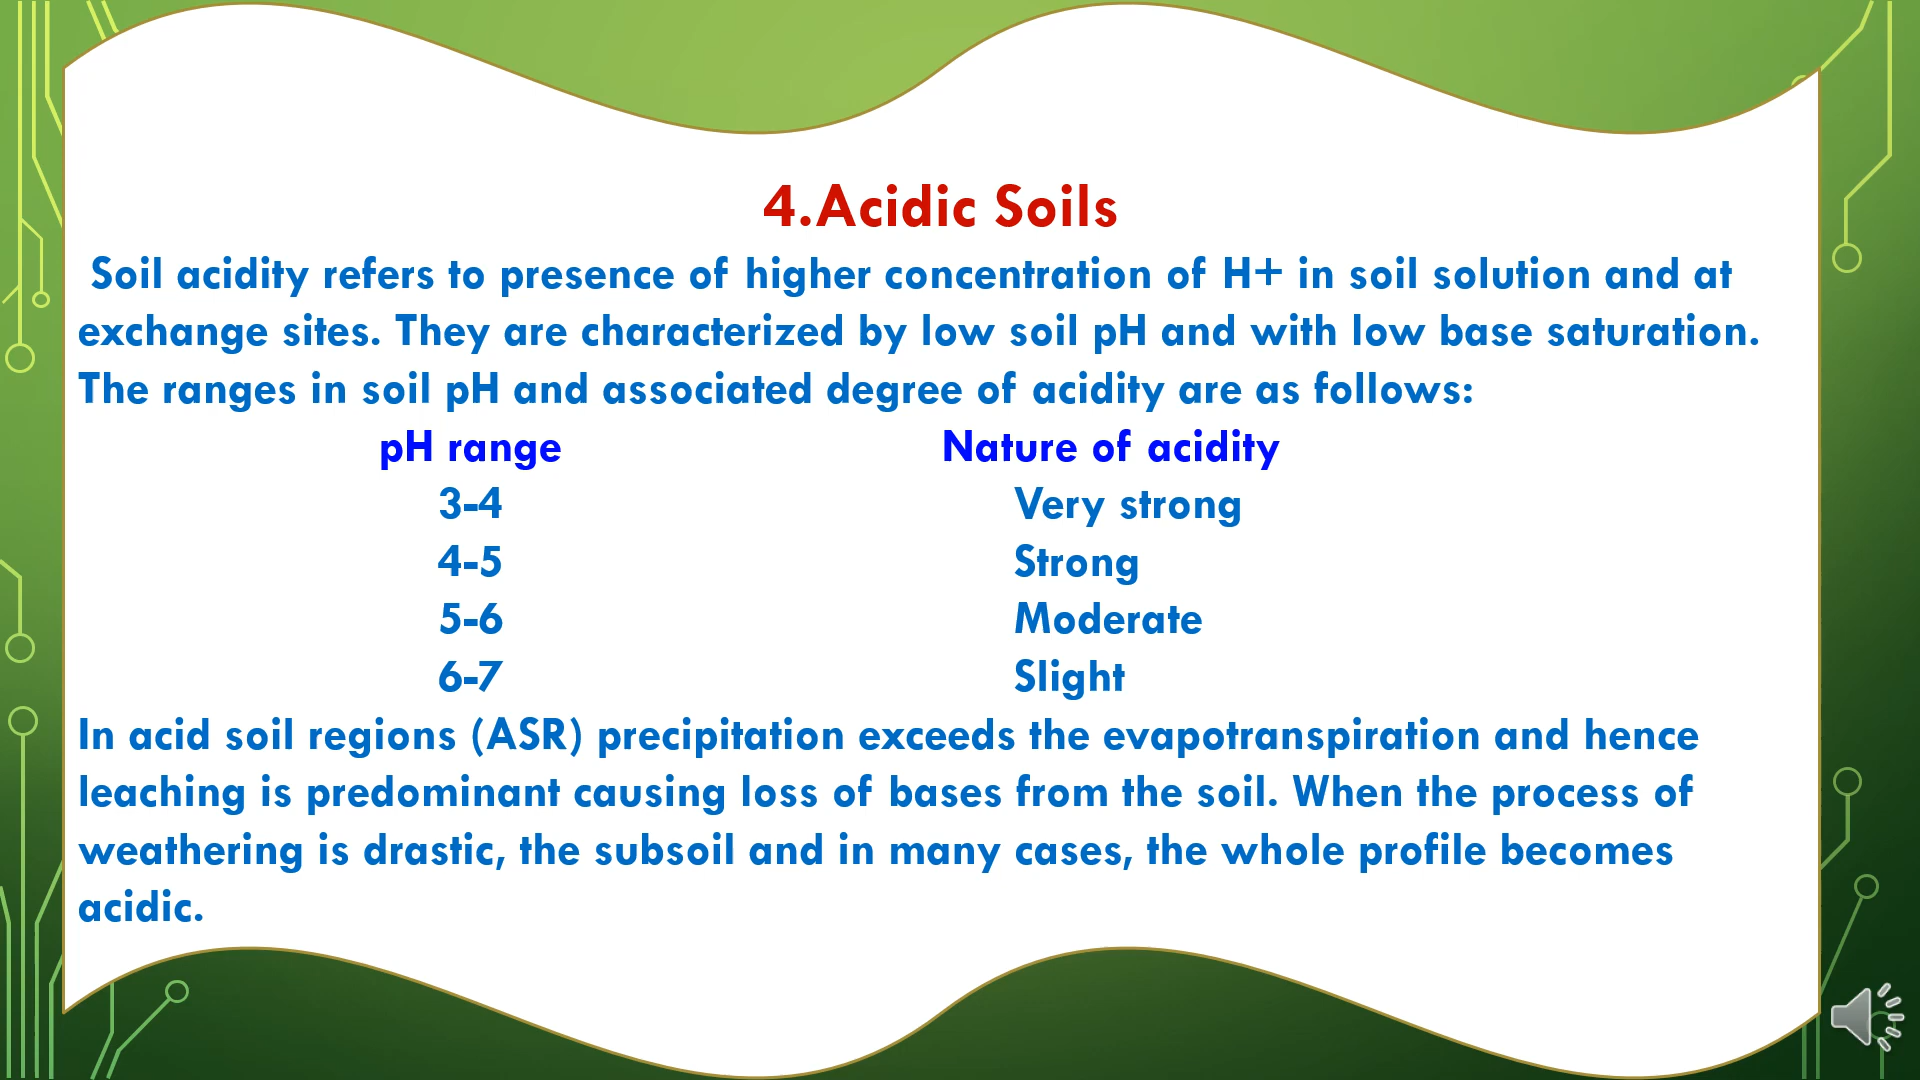 4.Acidic Soils
Soil acidity refers to presence of higher concentration of H+ in soil solution and at
exchange sites. They are characterized by low soil pH and with low base saturation.
The ranges in soil pH and associated degree of acidity are as follows:
pH range Nature of acidity
3-4 Very strong
4-5 Strong
5-6 Moderate
6-7 Slight
In acid soil regions (ASR) precipitation exceeds the evapotranspiration and hence
leaching is predominant causing loss of bases from the soil. When the process of
weathering is drastic, the subsoil and in many cases, the whole profile becomes
acidic.